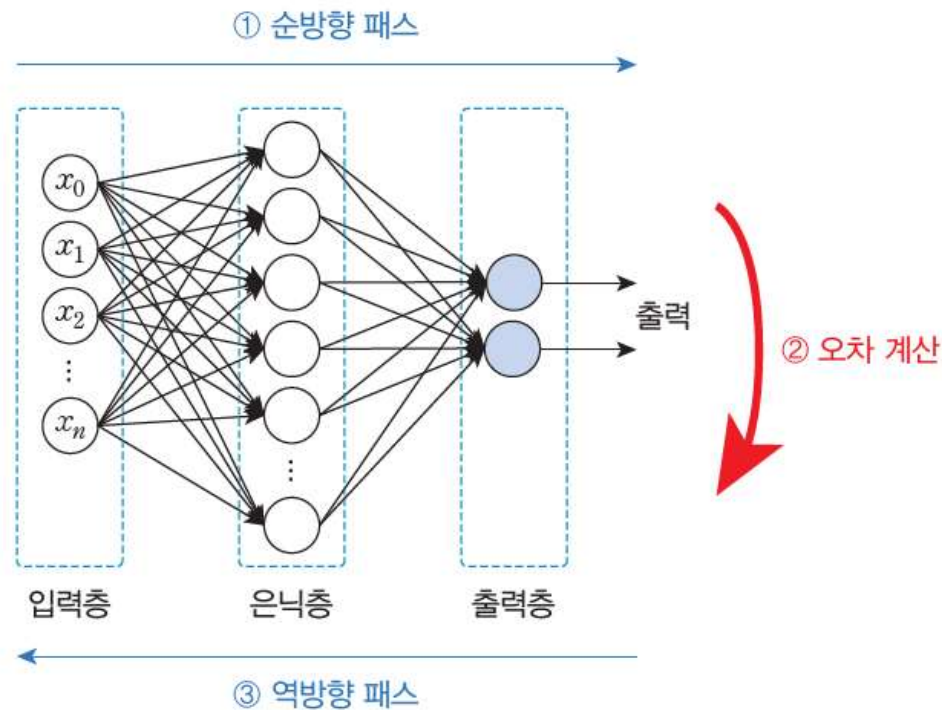 ① 순방향 패스
x₀
x₁
x₂
⋮
xₙ
⋮
출력
② 오차 계산
입력층
은닉층
출력층
③ 역방향 패스